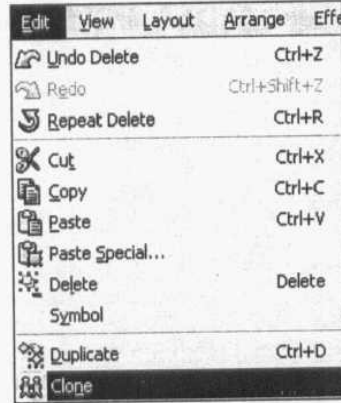 Edit View Layout Arrange Effe
Undo Delete Ctrl+Z
Redo Ctrl+Shift+Z
Repeat Delete Ctrl+R
Cut Ctrl+X
Copy Ctrl+C
Paste Ctrl+V
Paste Special...
Delete Delete
Symbol
Duplicate Ctrl+D
Clone